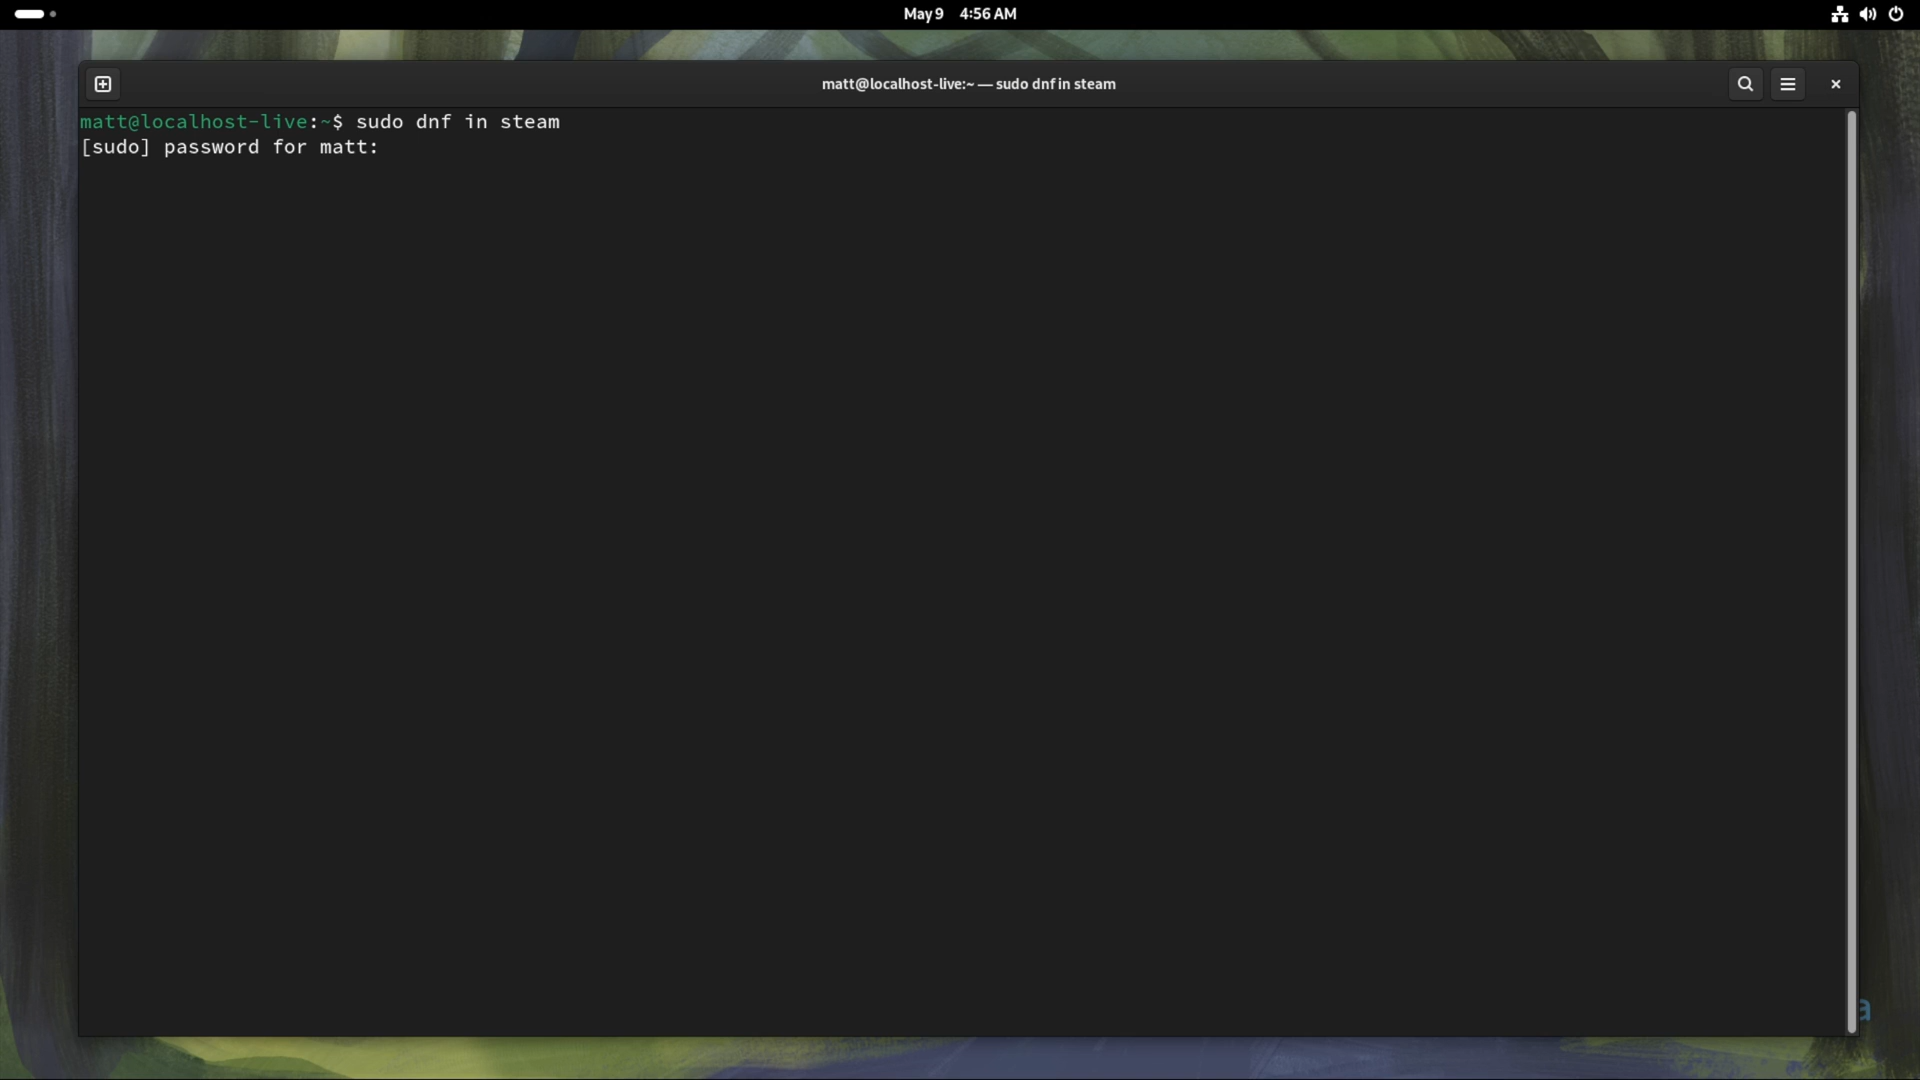 May 9 4:56 AM
matt@localhost-live:~ — sudo dnf in steam
matt@localhost-live:~$ sudo dnf in steam
[sudo] password for matt:
a